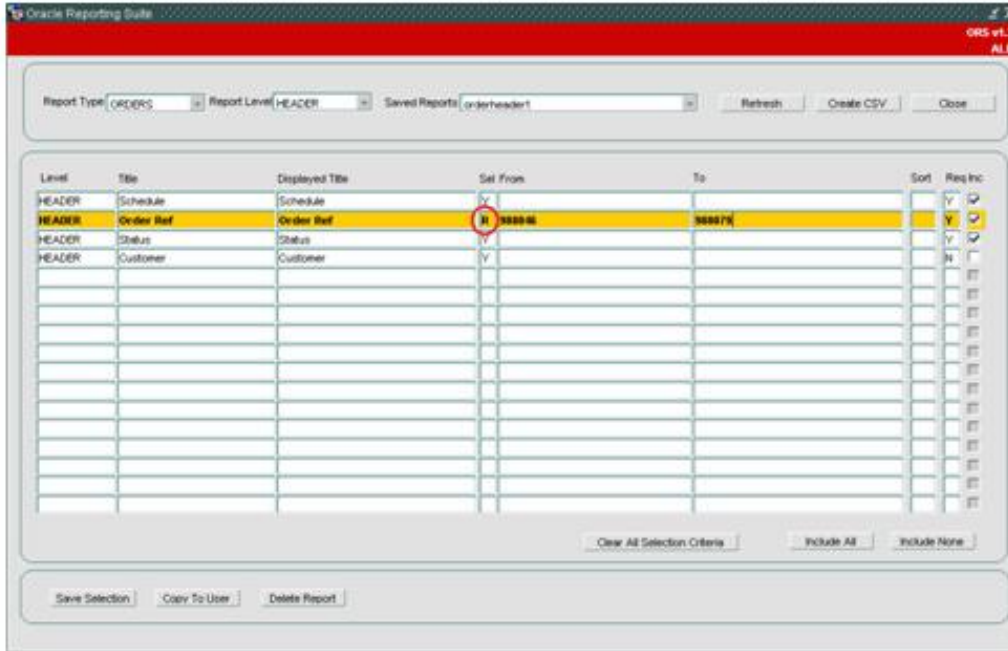 Oracle Reporting Suite
ORS v1.
Report Type ORDERS Report Level HEADER Saved Reports orderheader1 Refresh Create CSV Close
Level Title Displayed Title Sel From To Sort Req Inc
HEADER Schedule Schedule Y Y
HEADER Order Ref Order Ref R 980046 980079 Y
HEADER Status Status Y Y
HEADER Customer Customer Y N
Clear All Selection Criteria Include All Include None
Save Selection Copy To User Delete Report